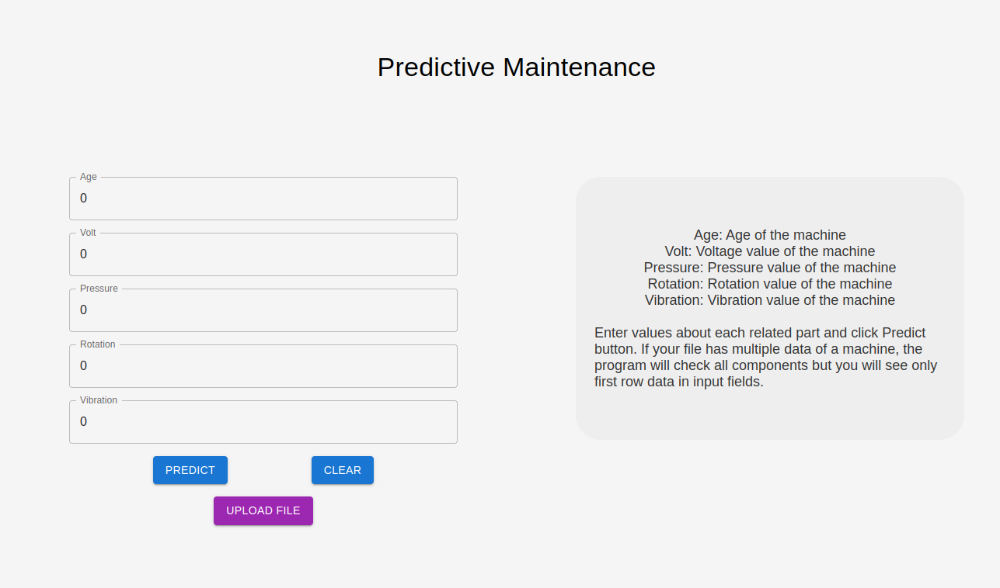 Predictive Maintenance
Age
0
Volt
0
Pressure
0
Rotation
0
Vibration
0
PREDICT
CLEAR
UPLOAD FILE
Age: Age of the machine
Volt: Voltage value of the machine
Pressure: Pressure value of the machine
Rotation: Rotation value of the machine
Vibration: Vibration value of the machine
Enter values about each related part and click Predict
button. If your file has multiple data of a machine, the
program will check all components but you will see only
first row data in input fields.